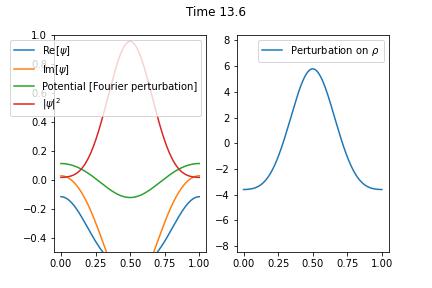 Time 13.6
Re[ψ]
Im[ψ]
Potential [Fourier perturbation]
|ψ|²
1.0
0.8
0.6
0.4
0.2
0.0
−0.2
−0.4
0.00 0.25 0.50 0.75 1.00
Perturbation on ρ
8
6
4
2
0
−2
−4
−6
−8
0.00 0.25 0.50 0.75 1.00